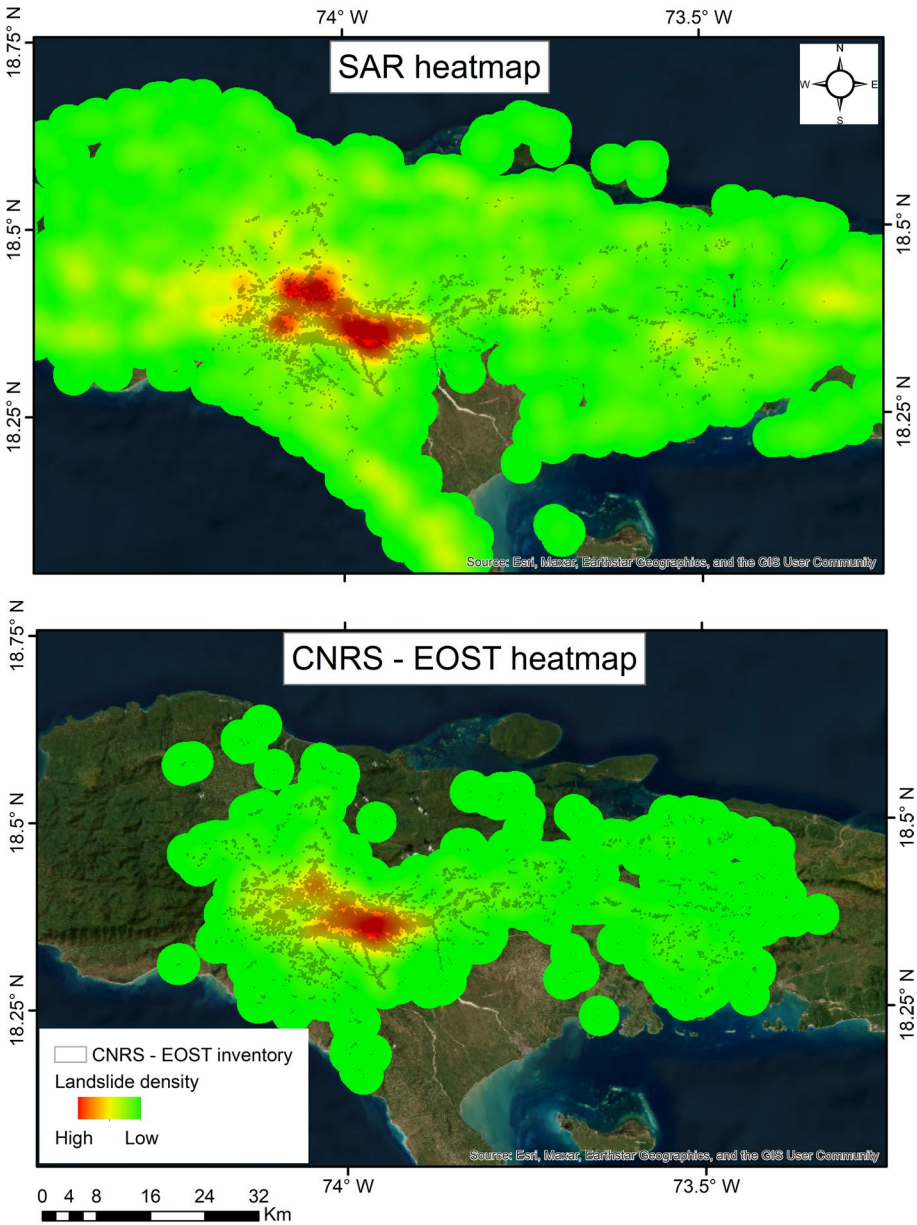 74° W
73.5° W
18.75° N
SAR heatmap
N
W
E
S
18.5° N
18.5° N
18.25° N
18.25° N
Source: Esri, Maxar, Earthstar Geographics, and the GIS User Community
18.75° N
CNRS - EOST heatmap
18.5° N
18.5° N
18.25° N
18.25° N
CNRS - EOST inventory
Landslide density
High Low
Source: Esri, Maxar, Earthstar Geographics, and the GIS User Community
74° W
73.5° W
0 4 8 16 24 32
Km